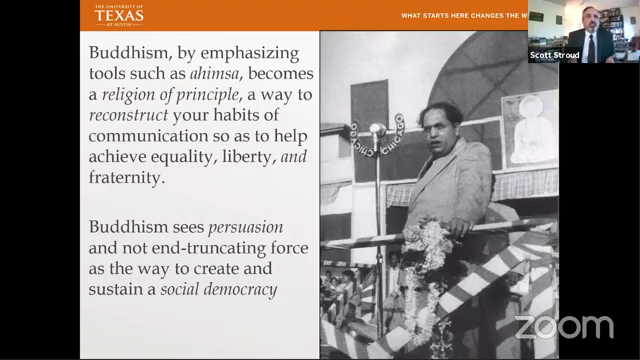 THE UNIVERSITY OF
TEXAS
AT AUSTIN
WHAT STARTS HERE CHANGES THE W
Scott Stroud
Buddhism, by emphasizing
tools such as ahimsa, becomes
a religion of principle, a way to
reconstruct your habits of
communication so as to help
achieve equality, liberty, and
fraternity.
Buddhism sees persuasion
and not end-truncating force
as the way to create and
sustain a social democracy
CHICAGO
zoom